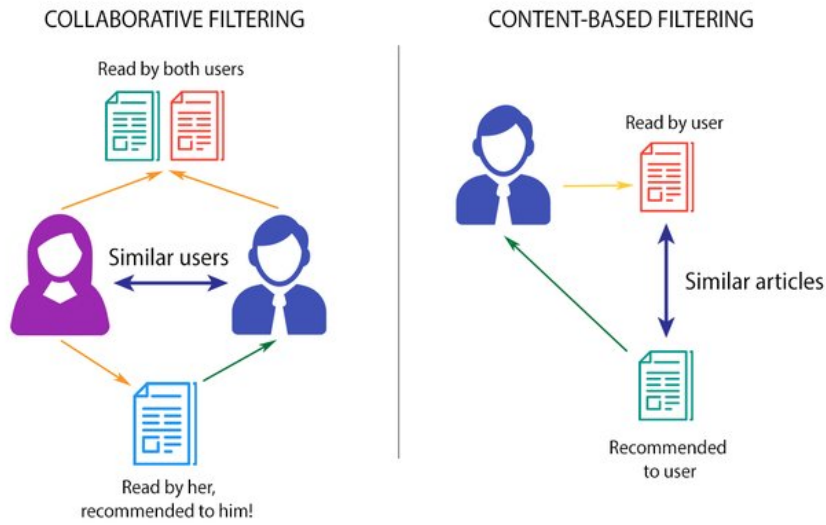 COLLABORATIVE FILTERING
Read by both users
Similar users
Read by her,
recommended to him!
CONTENT-BASED FILTERING
Read by user
Similar articles
Recommended
to user